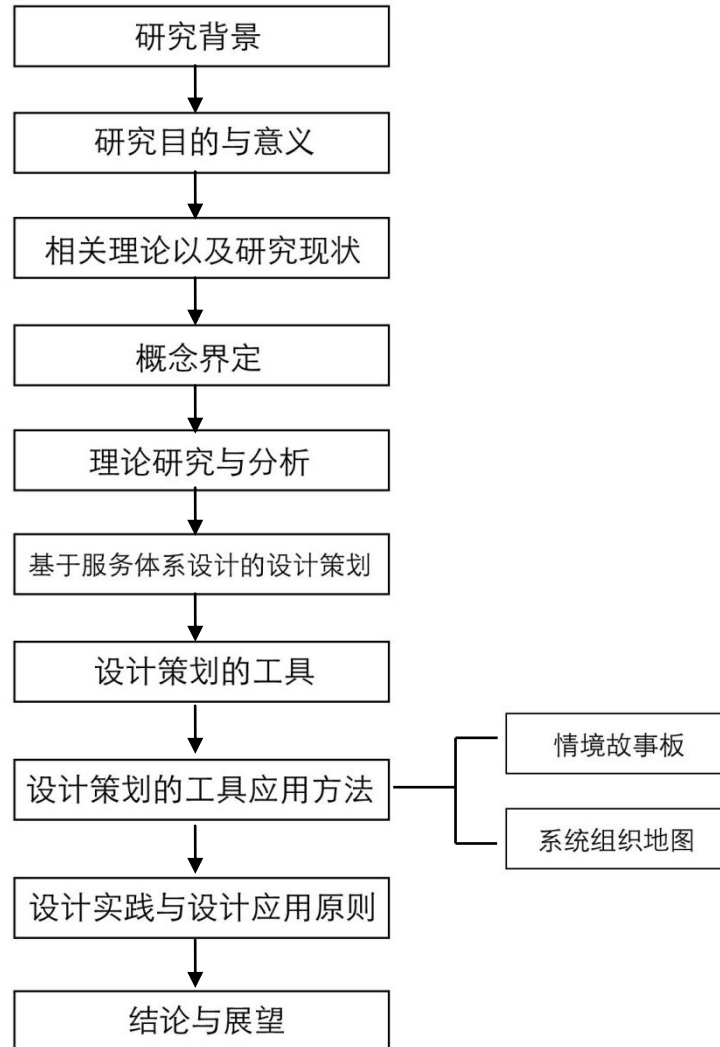 研究背景
研究目的与意义
相关理论以及研究现状
概念界定
理论研究与分析
基于服务体系设计的设计策划
设计策划的工具
设计策划的工具应用方法
情境故事板
系统组织地图
设计实践与设计应用原则
结论与展望